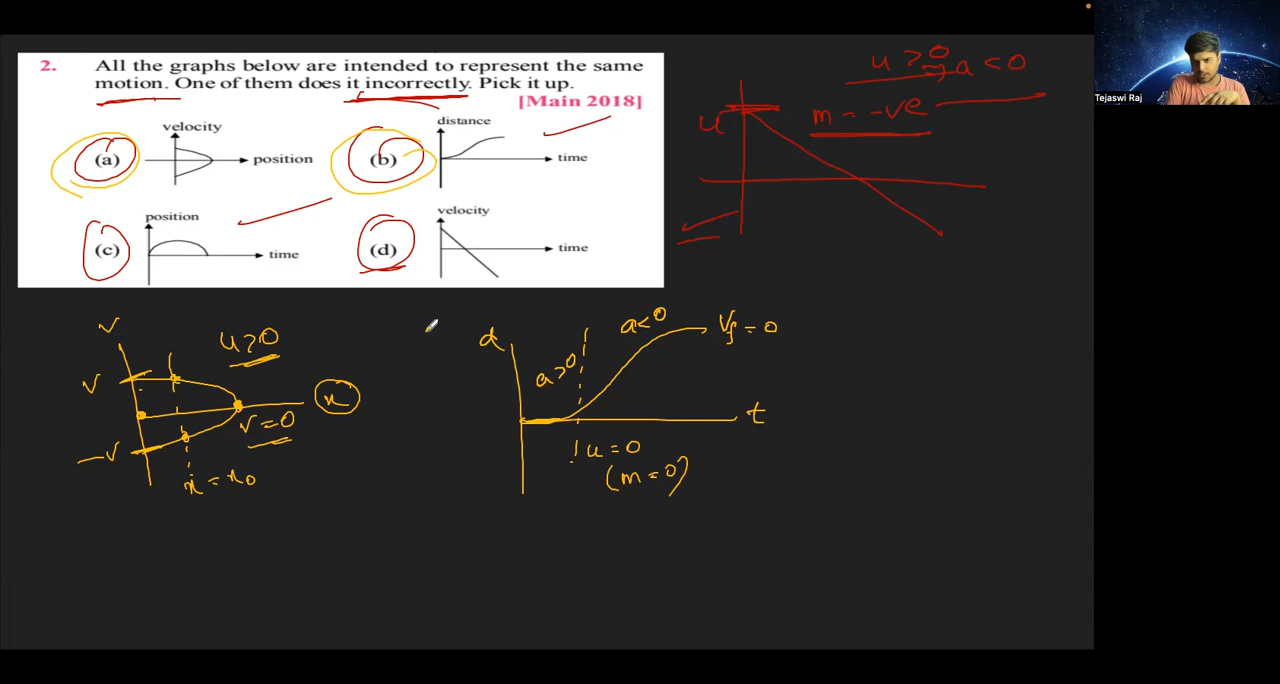 2. All the graphs below are intended to represent the same
motion. One of them does it incorrectly. Pick it up.
[Main 2018]
velocity
(a)
position
distance
(b)
time
position
(c)
time
velocity
(d)
time
u > 0
⇒ a < 0
m = -ve
u
Tejaswi Raj
v
u > 0
v
x
v = 0
-v
x = x0
d
a > 0
a < 0
Vf = 0
t
u = 0
(m = 0)